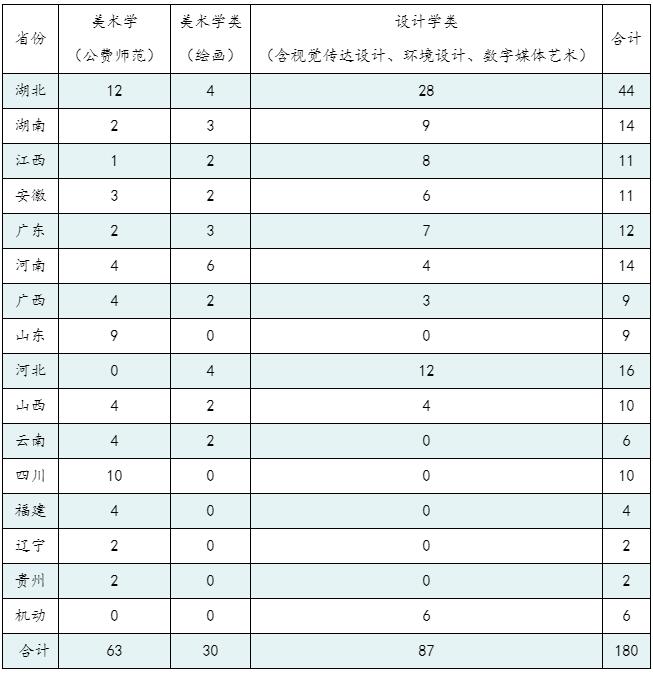 省份 美术学（公费师范） 美术学类（绘画） 设计学类（含视觉传达设计、环境设计、数字媒体艺术） 合计
湖北 12 4 28 44
湖南 2 3 9 14
江西 1 2 8 11
安徽 3 2 6 11
广东 2 3 7 12
河南 4 6 4 14
广西 4 2 3 9
山东 9 0 0 9
河北 0 4 12 16
山西 4 2 4 10
云南 4 2 0 6
四川 10 0 0 10
福建 4 0 0 4
辽宁 2 0 0 2
贵州 2 0 0 2
机动 0 0 6 6
合计 63 30 87 180